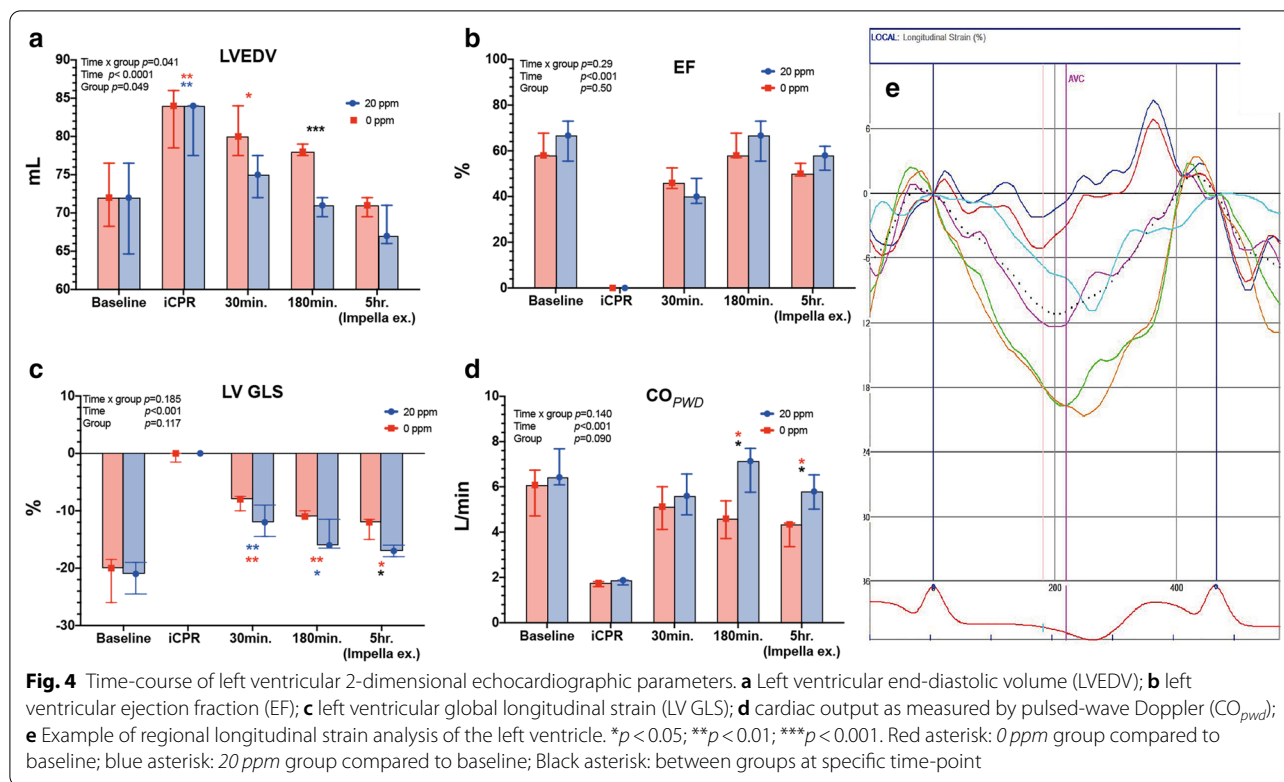 a
LVEDV
Time x group p=0.041
Time p< 0.0001
Group p=0.049
**
**
*
***
20 ppm
0 ppm
mL
90
85
80
75
70
65
60
Baseline iCPR 30min. 180min. 5hr.
(Impella ex.)
b
EF
Time x group p=0.29
Time p<0.001
Group p=0.50
20 ppm
0 ppm
%
100
80
60
40
20
0
Baseline iCPR 30min. 180min. 5hr.
(Impella ex.)
c
LV GLS
Time x group p=0.185
Time p<0.001
Group p=0.117
20 ppm
0 ppm
%
10
0
-10
-20
-30
** ** * *
** * *
Baseline iCPR 30min. 180min. 5hr.
(Impella ex.)
d
CO PWD
Time x group p=0.140
Time p<0.001
Group p=0.090
20 ppm
0 ppm
* *
* *
L/min
8
6
4
2
0
Baseline iCPR 30min. 180min. 5hr.
(Impella ex.)
LOCAL: Longitudinal Strain (%)
AVC
e
6
0
-6
-12
-18
-24
-30
-36
0 200 400
Fig. 4 Time-course of left ventricular 2-dimensional echocardiographic parameters. a Left ventricular end-diastolic volume (LVEDV); b left
ventricular ejection fraction (EF); c left ventricular global longitudinal strain (LV GLS); d cardiac output as measured by pulsed-wave Doppler (COpwd);
e Example of regional longitudinal strain analysis of the left ventricle. *p < 0.05; **p < 0.01; ***p < 0.001. Red asterisk: 0 ppm group compared to
baseline; blue asterisk: 20 ppm group compared to baseline; Black asterisk: between groups at specific time-point